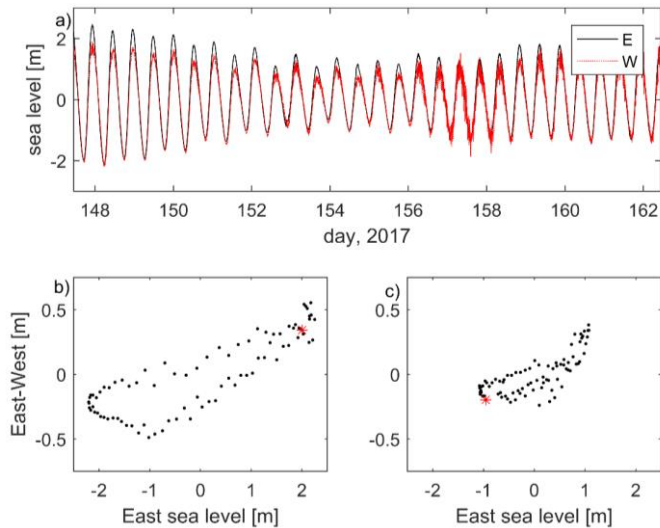 a)
E
W
sea level [m]
2
0
-2
148 150 152 154 156 158 160 162
day, 2017
b)
East-West [m]
0.5
0
-0.5
-2 -1 0 1 2
East sea level [m]
c)
0.5
0
-0.5
-2 -1 0 1 2
East sea level [m]